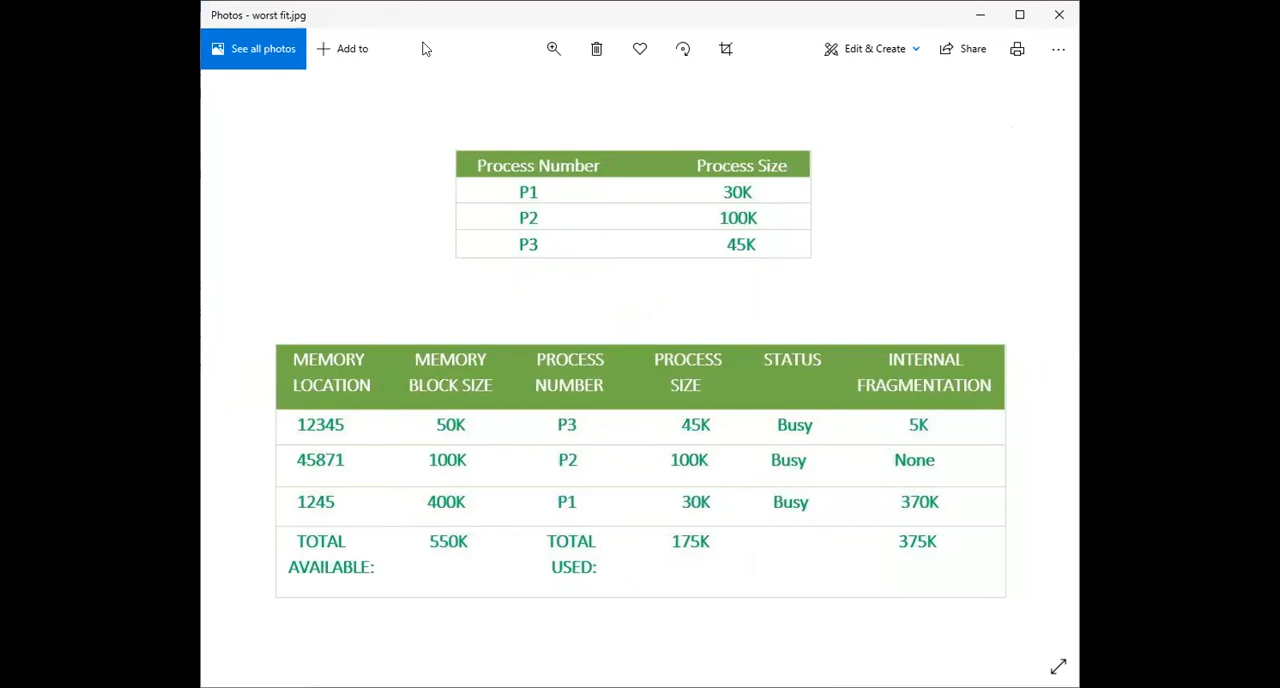 Photos - worst fit.jpg
See all photos Add to Edit & Create Share
Process Number Process Size
P1 30K
P2 100K
P3 45K
MEMORY MEMORY PROCESS PROCESS STATUS INTERNAL
LOCATION BLOCK SIZE NUMBER SIZE FRAGMENTATION
12345 50K P3 45K Busy 5K
45871 100K P2 100K Busy None
1245 400K P1 30K Busy 370K
TOTAL 550K TOTAL 175K 375K
AVAILABLE: USED: